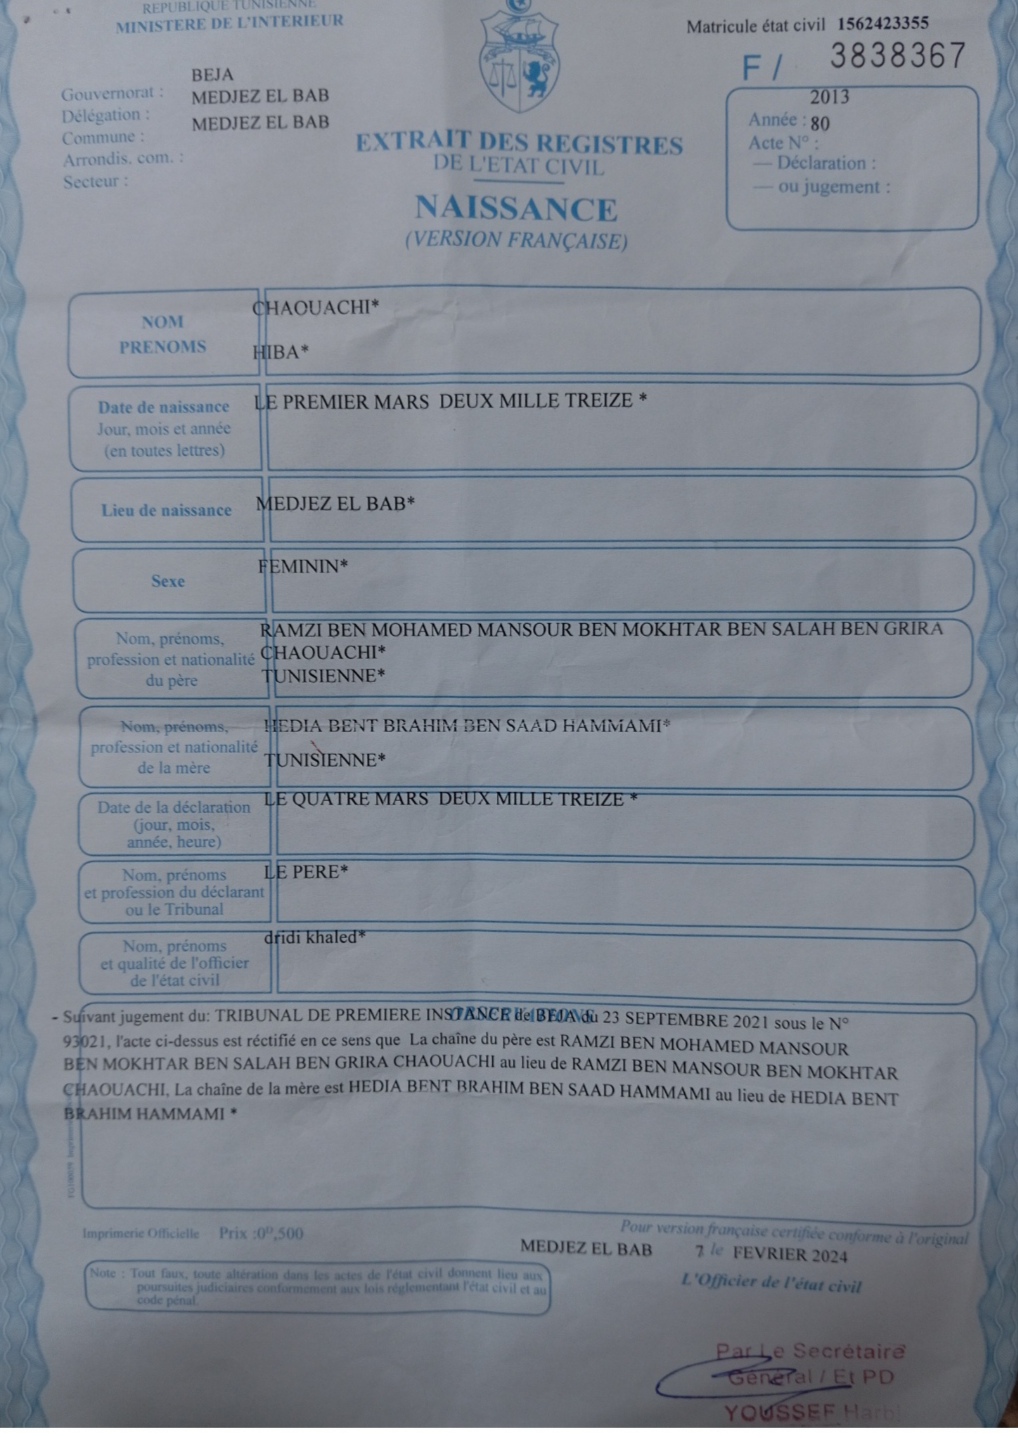 REPUBLIQUE TUNISIENNE
MINISTERE DE L'INTERIEUR
Matricule état civil 1562423355
F / 3838367
Gouvernorat : BEJA
Délégation : MEDJEZ EL BAB
Commune : MEDJEZ EL BAB
Arrondis. com. :
Secteur :
2013
Année : 80
Acte N° :
— Déclaration :
— ou jugement :
EXTRAIT DES REGISTRES
DE L'ETAT CIVIL
NAISSANCE
(VERSION FRANÇAISE)
NOM CHAOUACHI*
PRENOMS HIBA*
Date de naissance LE PREMIER MARS DEUX MILLE TREIZE *
Jour, mois et année
(en toutes lettres)
Lieu de naissance MEDJEZ EL BAB*
Sexe FEMININ*
Nom, prénoms, RAMZI BEN MOHAMED MANSOUR BEN MOKHTAR BEN SALAH BEN GRIRA
profession et nationalité CHAOUACHI*
du père TUNISIENNE*
Nom, prénoms, HEDIA BENT BRAHIM BEN SAAD HAMMAMI*
profession et nationalité TUNISIENNE*
de la mère
Date de la déclaration LE QUATRE MARS DEUX MILLE TREIZE *
(jour, mois,
année, heure)
Nom, prénoms LE PERE*
et profession du déclarant
ou le Tribunal
Nom, prénoms dridi khaled*
et qualité de l'officier
de l'état civil
- Suivant jugement du: TRIBUNAL DE PREMIERE INSTANCE de BEJA du 23 SEPTEMBRE 2021 sous le N°
93021, l'acte ci-dessus est réctifié en ce sens que La chaîne du père est RAMZI BEN MOHAMED MANSOUR
BEN MOKHTAR BEN SALAH BEN GRIRA CHAOUACHI au lieu de RAMZI BEN MANSOUR BEN MOKHTAR
CHAOUACHI, La chaîne de la mère est HEDIA BENT BRAHIM BEN SAAD HAMMAMI au lieu de HEDIA BENT
BRAHIM HAMMAMI *
Imprimerie Officielle Prix :0ᴰ,500
Pour version française certifiée conforme à l'original
MEDJEZ EL BAB 7 le FEVRIER 2024
L'Officier de l'état civil
Note : Tout faux, toute altération dans les actes de l'état civil donnent lieu aux
poursuites judiciaires conformement aux lois réglementant l'état civil et au
code pénal.
Par Le Secrétaire
Général / Et PD
YOUSSEF Harbi